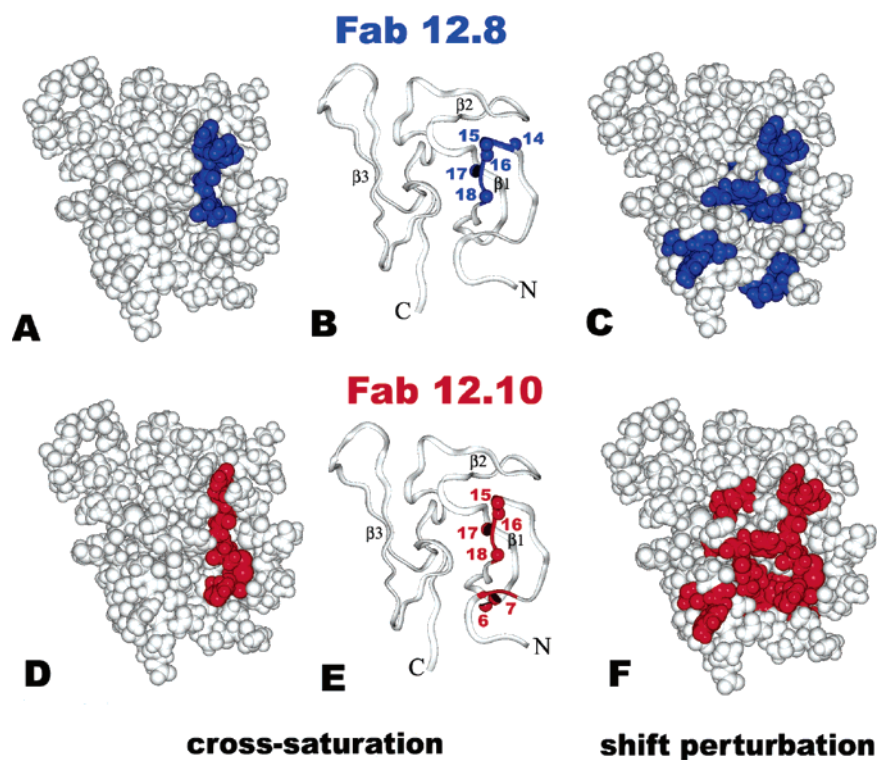 Fab 12.8
β2
15 14
16
β3
17
β1
18
N
C
A
B
C
Fab 12.10
β2
15
16
β3
17
β1
18
7
6
N
C
D
E
F
cross-saturation
shift perturbation